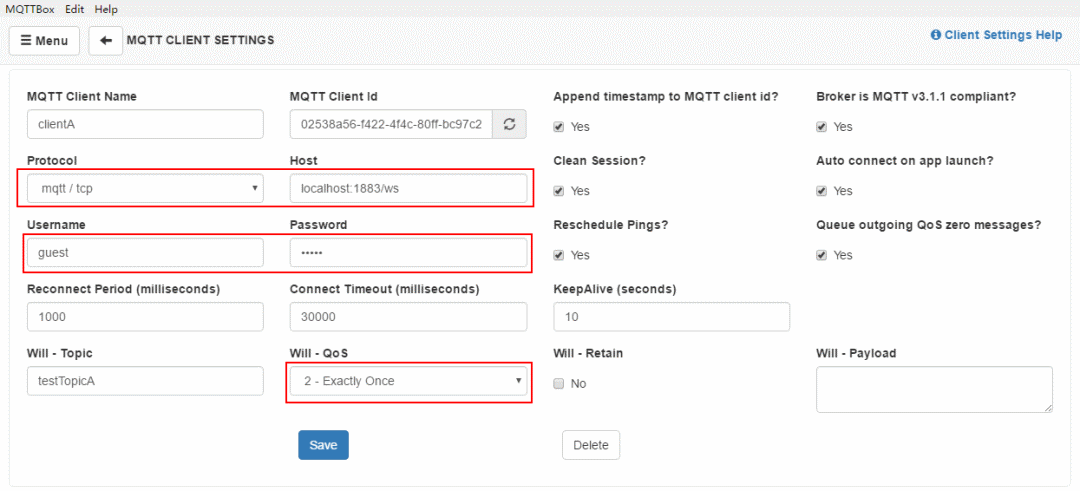 MQTTBox Edit Help
Menu MQTT CLIENT SETTINGS Client Settings Help
MQTT Client Name MQTT Client Id Append timestamp to MQTT client id? Broker is MQTT v3.1.1 compliant?
clientA 02538a56-f422-4f4c-80ff-bc97c2 Yes Yes
Protocol Host Clean Session? Auto connect on app launch?
mqtt / tcp localhost:1883/ws Yes Yes
Username Password Reschedule Pings? Queue outgoing QoS zero messages?
guest ••••• Yes Yes
Reconnect Period (milliseconds) Connect Timeout (milliseconds) KeepAlive (seconds)
1000 30000 10
Will - Topic Will - QoS Will - Retain Will - Payload
testTopicA 2 - Exactly Once No
Save Delete